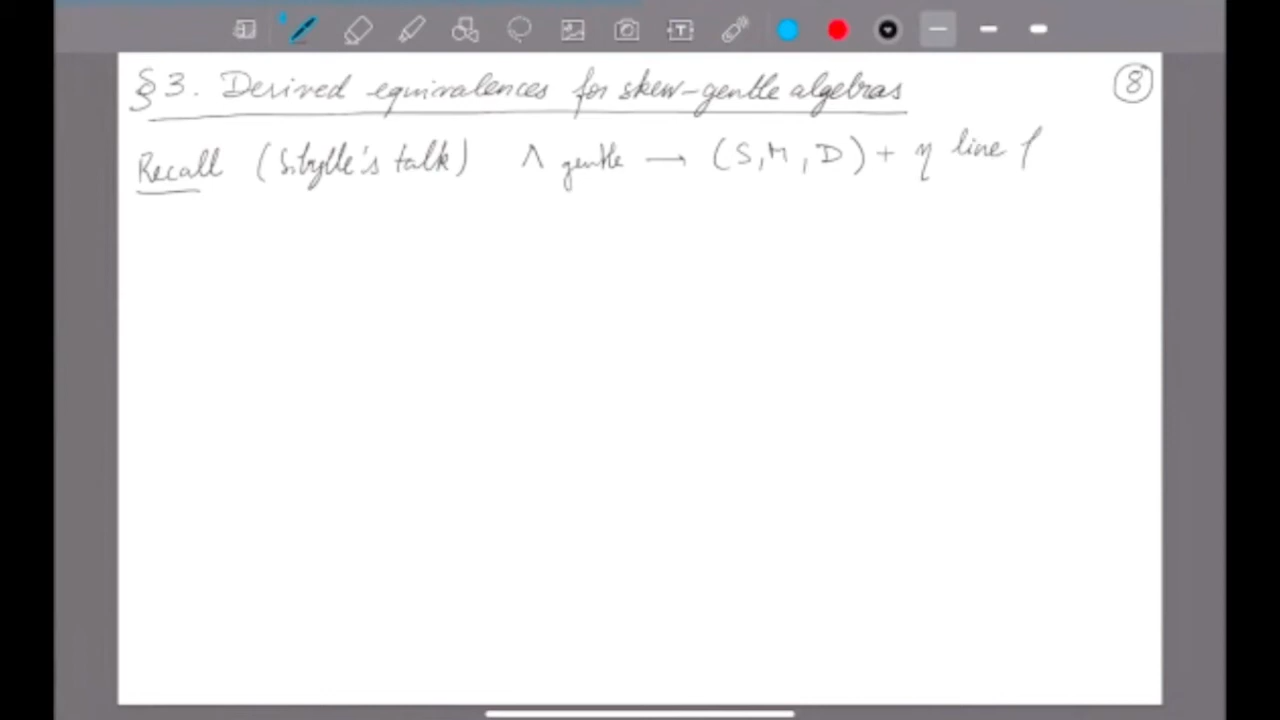 §3. Derived equivalences for skew-gentle algebras
8
Recall (Sibylle's talk) Λ gentle → (S, M, D) + η line f